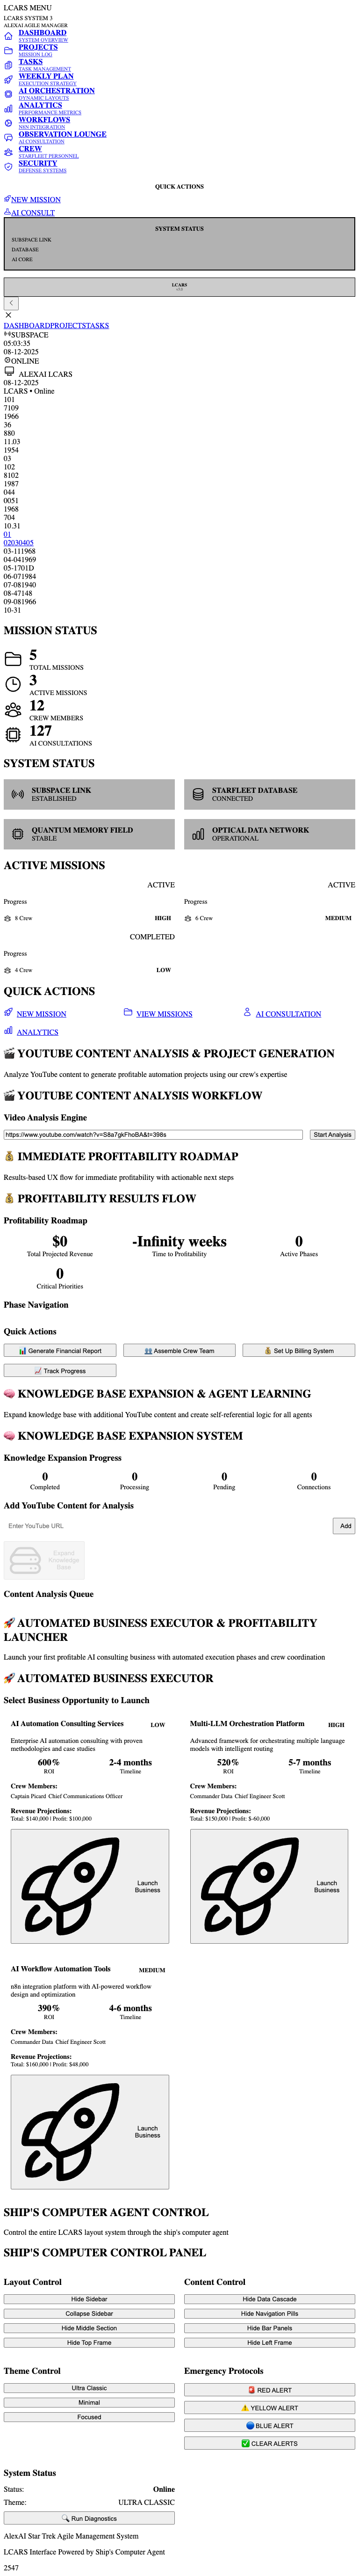 LCARS MENU
LCARS SYSTEM 3
ALEXAI AGILE MANAGER
DASHBOARD
SYSTEM OVERVIEW
PROJECTS
MISSION LOG
TASKS
TASK MANAGEMENT
WEEKLY PLAN
EXECUTION STRATEGY
AI ORCHESTRATION
DYNAMIC LAYOUTS
ANALYTICS
PERFORMANCE METRICS
WORKFLOWS
N8N INTEGRATION
OBSERVATION LOUNGE
AI CONSULTATION
CREW
STARFLEET PERSONNEL
SECURITY
DEFENSE SYSTEMS
QUICK ACTIONS
NEW MISSION
AI CONSULT
SYSTEM STATUS
SUBSPACE LINK
DATABASE
AI CORE
LCARS
DASHBOARDPROJECTSTASKS
SUBSPACE
05:03:35
08-12-2025
ONLINE
ALEXAI LCARS
08-12-2025
LCARS • Online
101
7109
1966
36
880
11.03
1954
03
102
8102
1987
044
0051
1968
704
10.31
01
02030405
03-111968
04-041969
05-1701D
06-071984
07-081940
08-47148
09-081966
10-31
MISSION STATUS
5
TOTAL MISSIONS
3
ACTIVE MISSIONS
12
CREW MEMBERS
127
AI CONSULTATIONS
SYSTEM STATUS
SUBSPACE LINK
ESTABLISHED
STARFLEET DATABASE
CONNECTED
QUANTUM MEMORY FIELD
STABLE
OPTICAL DATA NETWORK
OPERATIONAL
ACTIVE MISSIONS
ACTIVE
Progress
8 Crew HIGH
ACTIVE
Progress
6 Crew MEDIUM
COMPLETED
Progress
4 Crew LOW
QUICK ACTIONS
NEW MISSION
VIEW MISSIONS
AI CONSULTATION
ANALYTICS
🎬 YOUTUBE CONTENT ANALYSIS & PROJECT GENERATION
Analyze YouTube content to generate profitable automation projects using our crew's expertise
🎬 YOUTUBE CONTENT ANALYSIS WORKFLOW
Video Analysis Engine
https://www.youtube.com/watch?v=S8a7gkFhoBA&t=398s Start Analysis
💰 IMMEDIATE PROFITABILITY ROADMAP
Results-based UX flow for immediate profitability with actionable next steps
💰 PROFITABILITY RESULTS FLOW
Profitability Roadmap
$0
Total Projected Revenue
-Infinity weeks
Time to Profitability
0
Active Phases
0
Critical Priorities
Phase Navigation
Quick Actions
📊 Generate Financial Report
👥 Assemble Crew Team
💰 Set Up Billing System
📈 Track Progress
🧠 KNOWLEDGE BASE EXPANSION & AGENT LEARNING
Expand knowledge base with additional YouTube content and create self-referential logic for all agents
🧠 KNOWLEDGE BASE EXPANSION SYSTEM
Knowledge Expansion Progress
0
Completed
0
Processing
0
Pending
0
Connections
Add YouTube Content for Analysis
Enter YouTube URL Add
Expand
Knowledge
Base
Content Analysis Queue
🚀 AUTOMATED BUSINESS EXECUTOR & PROFITABILITY
LAUNCHER
Launch your first profitable AI consulting business with automated execution phases and crew coordination
🚀 AUTOMATED BUSINESS EXECUTOR
Select Business Opportunity to Launch
AI Automation Consulting Services LOW
Enterprise AI automation consulting with proven
methodologies and case studies
600% 2-4 months
ROI Timeline
Crew Members:
Captain Picard Chief Communications Officer
Revenue Projections:
Total: $140,000 | Profit: $100,000
Launch
Business
Multi-LLM Orchestration Platform HIGH
Advanced framework for orchestrating multiple language
models with intelligent routing
520% 5-7 months
ROI Timeline
Crew Members:
Commander Data Chief Engineer Scott
Revenue Projections:
Total: $150,000 | Profit: $-60,000
Launch
Business
AI Workflow Automation Tools MEDIUM
n8n integration platform with AI-powered workflow
design and optimization
390% 4-6 months
ROI Timeline
Crew Members:
Commander Data Chief Engineer Scott
Revenue Projections:
Total: $160,000 | Profit: $48,000
Launch
Business
SHIP'S COMPUTER AGENT CONTROL
Control the entire LCARS layout system through the ship's computer agent
SHIP'S COMPUTER CONTROL PANEL
Layout Control
Hide Sidebar
Collapse Sidebar
Hide Middle Section
Hide Top Frame
Content Control
Hide Data Cascade
Hide Navigation Pills
Hide Bar Panels
Hide Left Frame
Theme Control
Ultra Classic
Minimal
Focused
Emergency Protocols
🚨 RED ALERT
⚠️ YELLOW ALERT
🔵 BLUE ALERT
✅ CLEAR ALERTS
System Status
Status: Online
Theme: ULTRA CLASSIC
🔍 Run Diagnostics
AlexAI Star Trek Agile Management System
LCARS Interface Powered by Ship's Computer Agent
2547